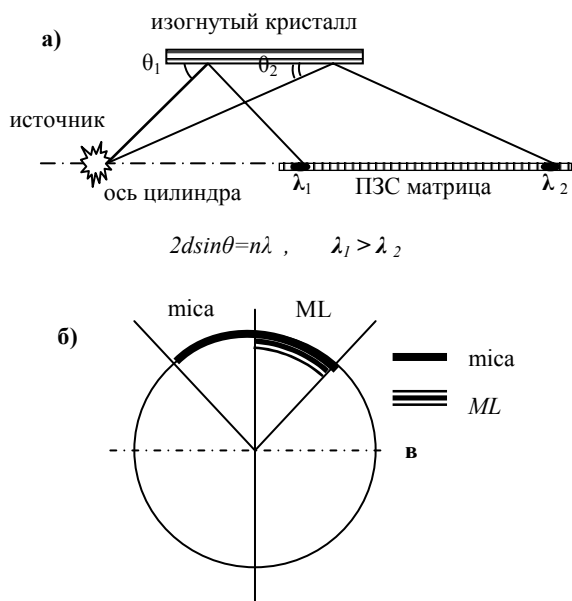 изогнутый кристалл
а)
θ1 θ2
источник
ось цилиндра λ1 ПЗС матрица λ2
2dsinθ=nλ , λ1 > λ2
mica ML
б)
mica
ML
в